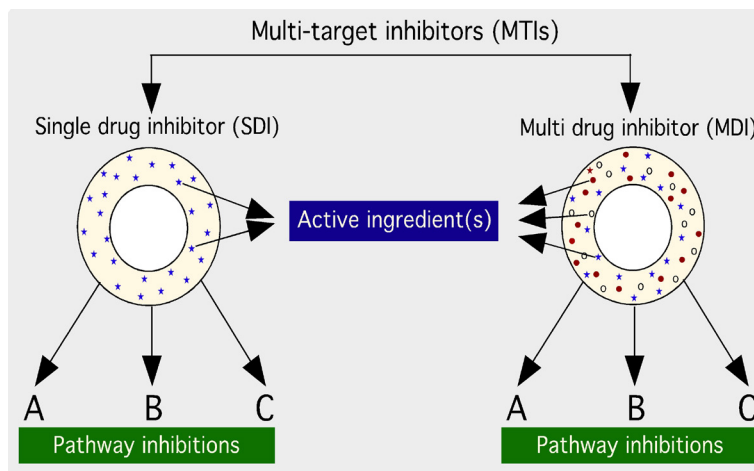 Multi-target inhibitors (MTIs)
Single drug inhibitor (SDI)
Multi drug inhibitor (MDI)
Active ingredient(s)
A B C
A B C
Pathway inhibitions
Pathway inhibitions